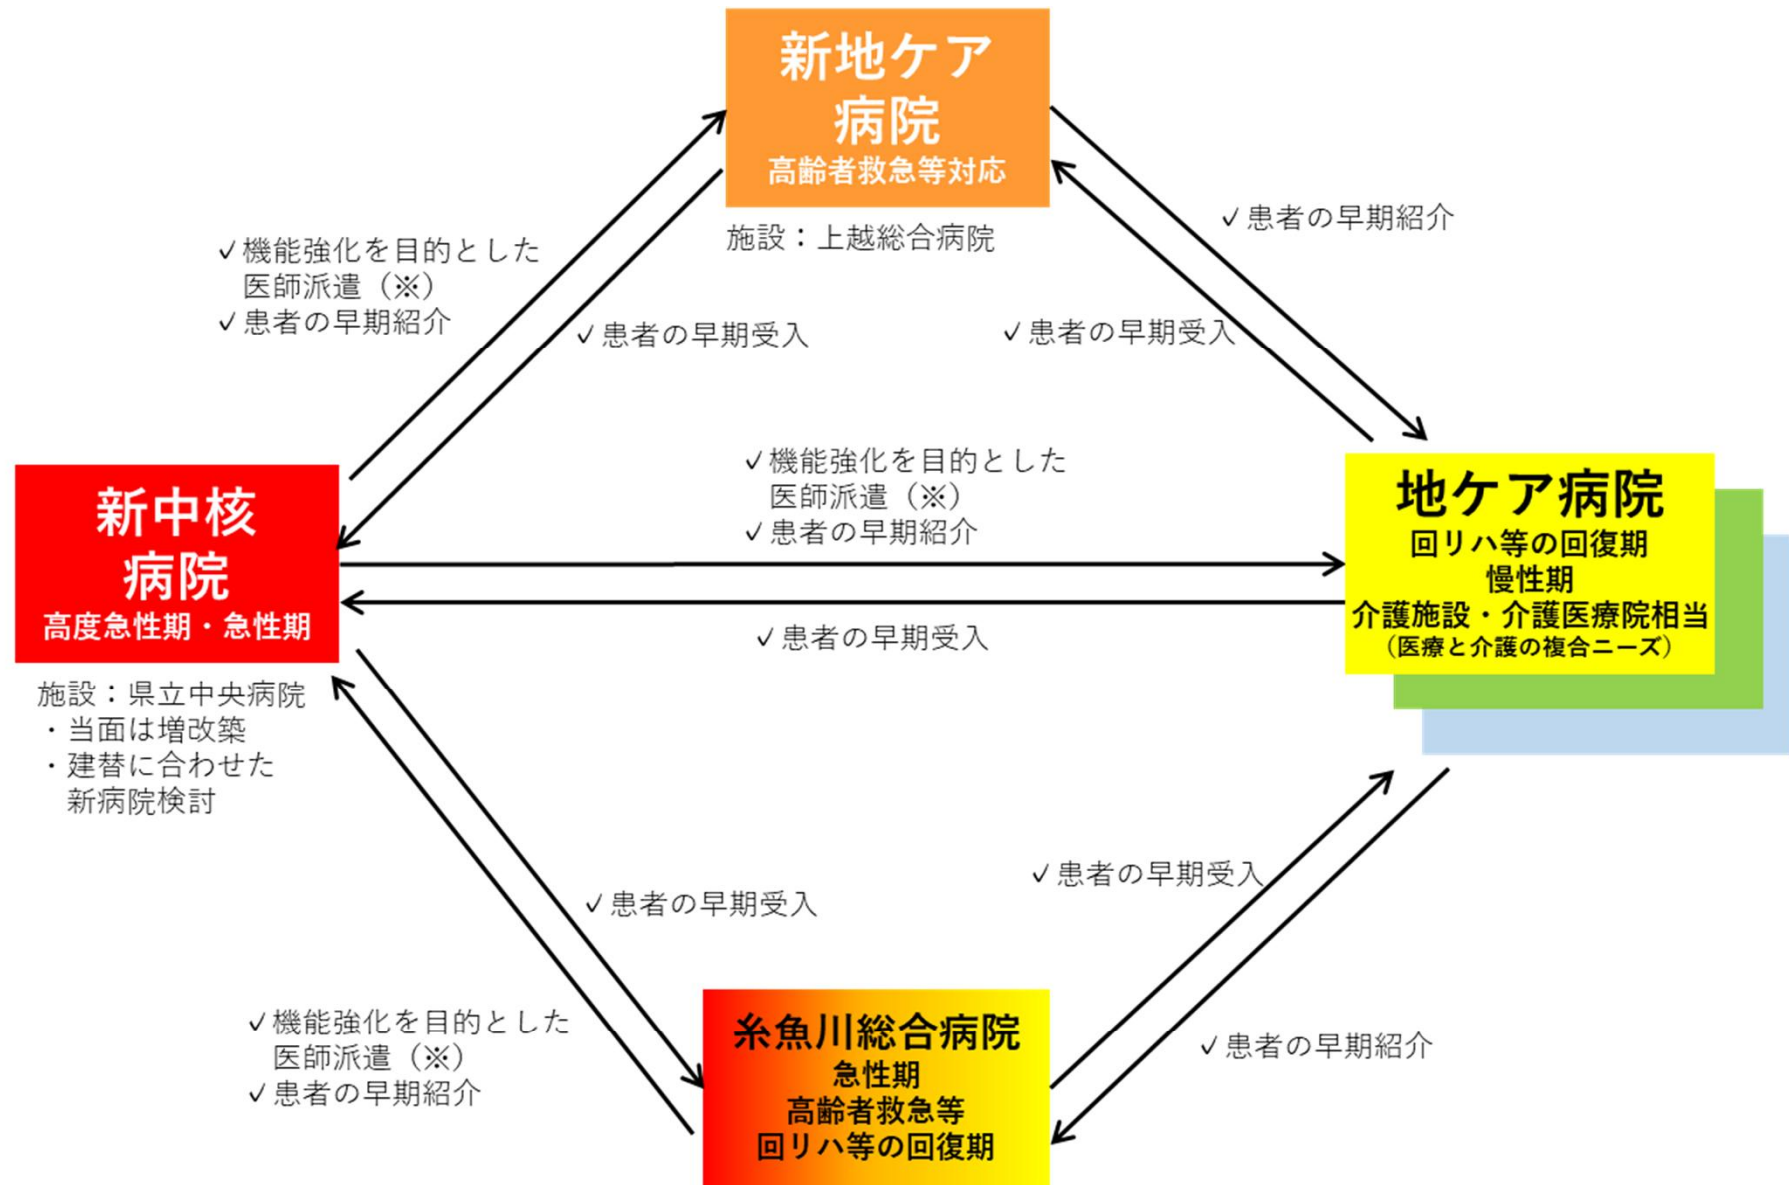 新地ケア
病院
高齢者救急等対応
施設：上越総合病院
✓機能強化を目的とした
医師派遣（※）
✓患者の早期紹介
✓患者の早期受入
✓患者の早期受入
✓患者の早期紹介
新中核
病院
高度急性期・急性期
施設：県立中央病院
・当面は増改築
・建替に合わせた
新病院検討
✓機能強化を目的とした
医師派遣（※）
✓患者の早期紹介
✓患者の早期受入
地ケア病院
回リハ等の回復期
慢性期
介護施設・介護医療院相当
（医療と介護の複合ニーズ）
✓患者の早期受入
✓機能強化を目的とした
医師派遣（※）
✓患者の早期紹介
糸魚川総合病院
急性期
高齢者救急等
回リハ等の回復期
✓患者の早期受入
✓患者の早期紹介